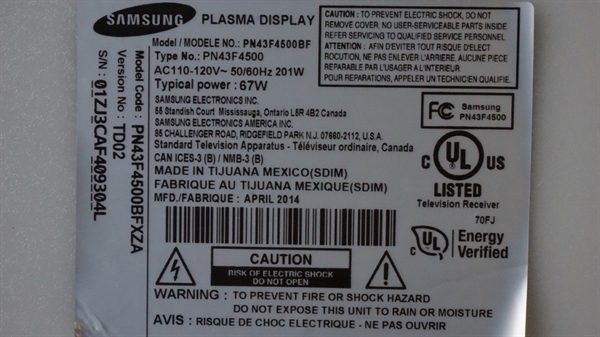 SAMSUNG PLASMA DISPLAY
Model / MODELE NO.: PN43F4500BF
Type No.: PN43F4500
AC110-120V~ 50/60Hz 201W
Typical power : 67W
SAMSUNG ELECTRONICS INC.
55 Standish Court Mississauga, Ontario L5R 4B2 Canada
SAMSUNG ELECTRONICS AMERICA INC.
85 CHALLENGER ROAD, RIDGEFIELD PARK N.J. 07660-2112, U.S.A.
Standard Television Apparatus - Téléviseur ordinaire, Canada
CAN ICES-3 (B) / NMB-3 (B)
MADE IN TIJUANA MEXICO(SDIM)
FABRIQUE AU TIJUANA MEXIQUE(SDIM)
MFD./FABRIQUE : APRIL 2014
CAUTION : TO PREVENT ELECTRIC SHOCK, DO NOT
REMOVE COVER. NO USER-SERVICEABLE PARTS INSIDE.
REFER SERVICING TO QUALIFIED SERVICE PERSONNEL.
ATTENTION : AFIN D'ÉVITER TOUT RISQUE D'ELECT
ROCUTION, NE PAS ENLEVER L'ARRIÈRE, AUCUNE PIÈCE
RÉPARABLE PAR L'USAGER A L'INTERIEUR.
POUR RÉPARATIONS, APPELER UN TECHNICIEN QUALIFIÉ.
FC Samsung
PN43F4500
C UL US
LISTED
Television Receiver
70FJ
C UL Energy
Verified
CAUTION
RISK OF ELECTRIC SHOCK
DO NOT OPEN
WARNING : TO PREVENT FIRE OR SHOCK HAZARD
DO NOT EXPOSE THIS UNIT TO RAIN OR MOISTURE
AVIS : RISQUE DE CHOC ELECTRIQUE - NE PAS OUVRIR
Model Code: PN43F4500BFXZA
Version No : TD02
S/N: 01ZJ3CAF409304L